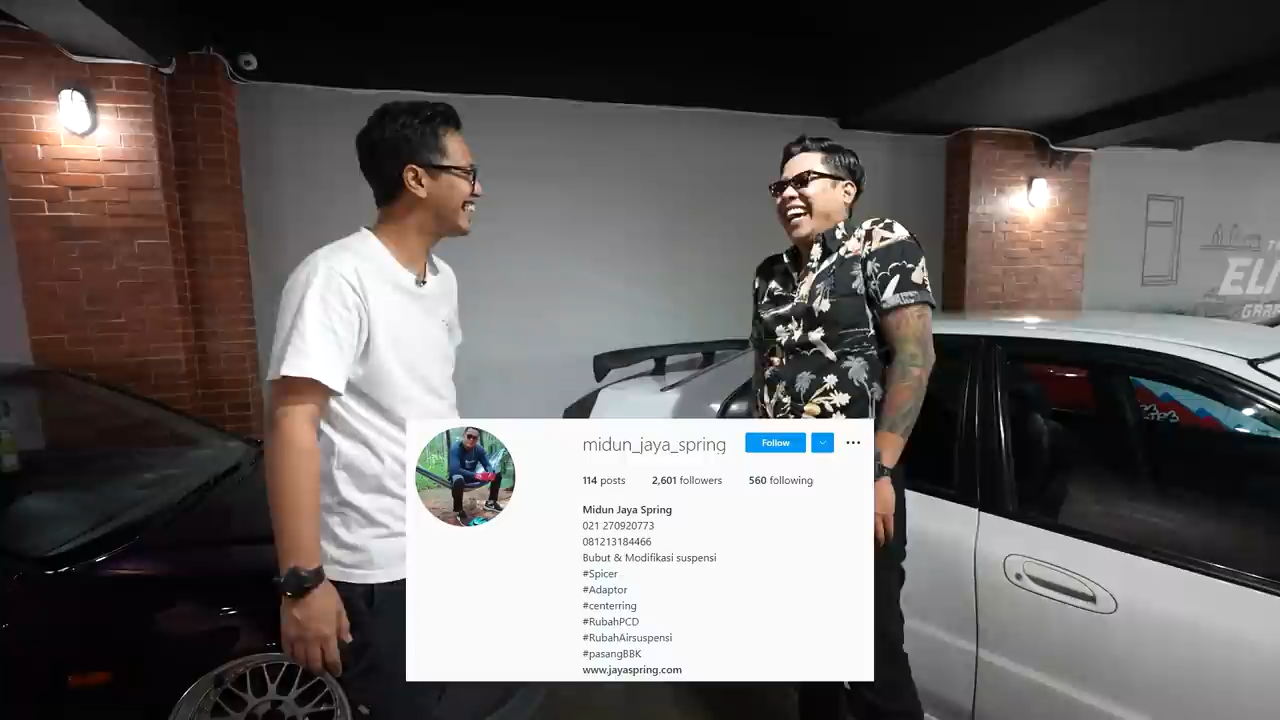 midun_jaya_spring Follow
114 posts 2,601 followers 560 following
Midun Jaya Spring
021 270920773
081213184466
Bubut & Modifikasi suspensi
#Spicer
#Adaptor
#centerring
#RubahPCD
#RubahAirsuspensi
#pasangBBK
www.jayaspring.com